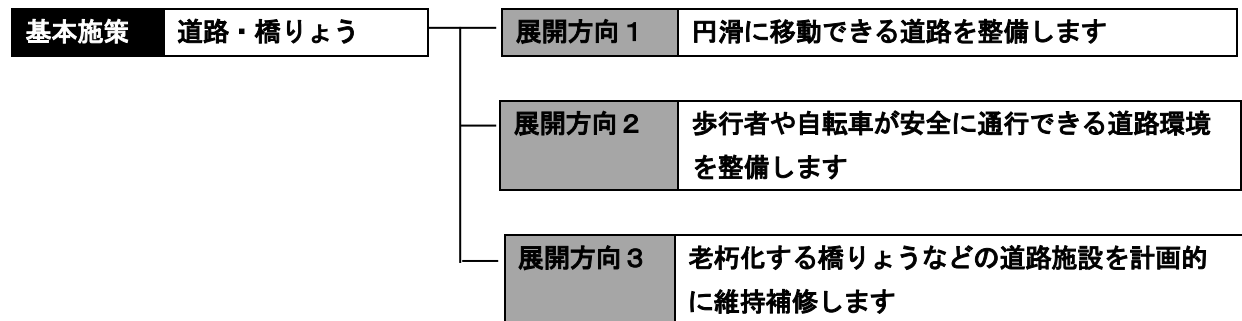 基本施策 道路・橋りょう
展開方向１ 円滑に移動できる道路を整備します
展開方向２ 歩行者や自転車が安全に通行できる道路環境
を整備します
展開方向３ 老朽化する橋りょうなどの道路施設を計画的
に維持補修します